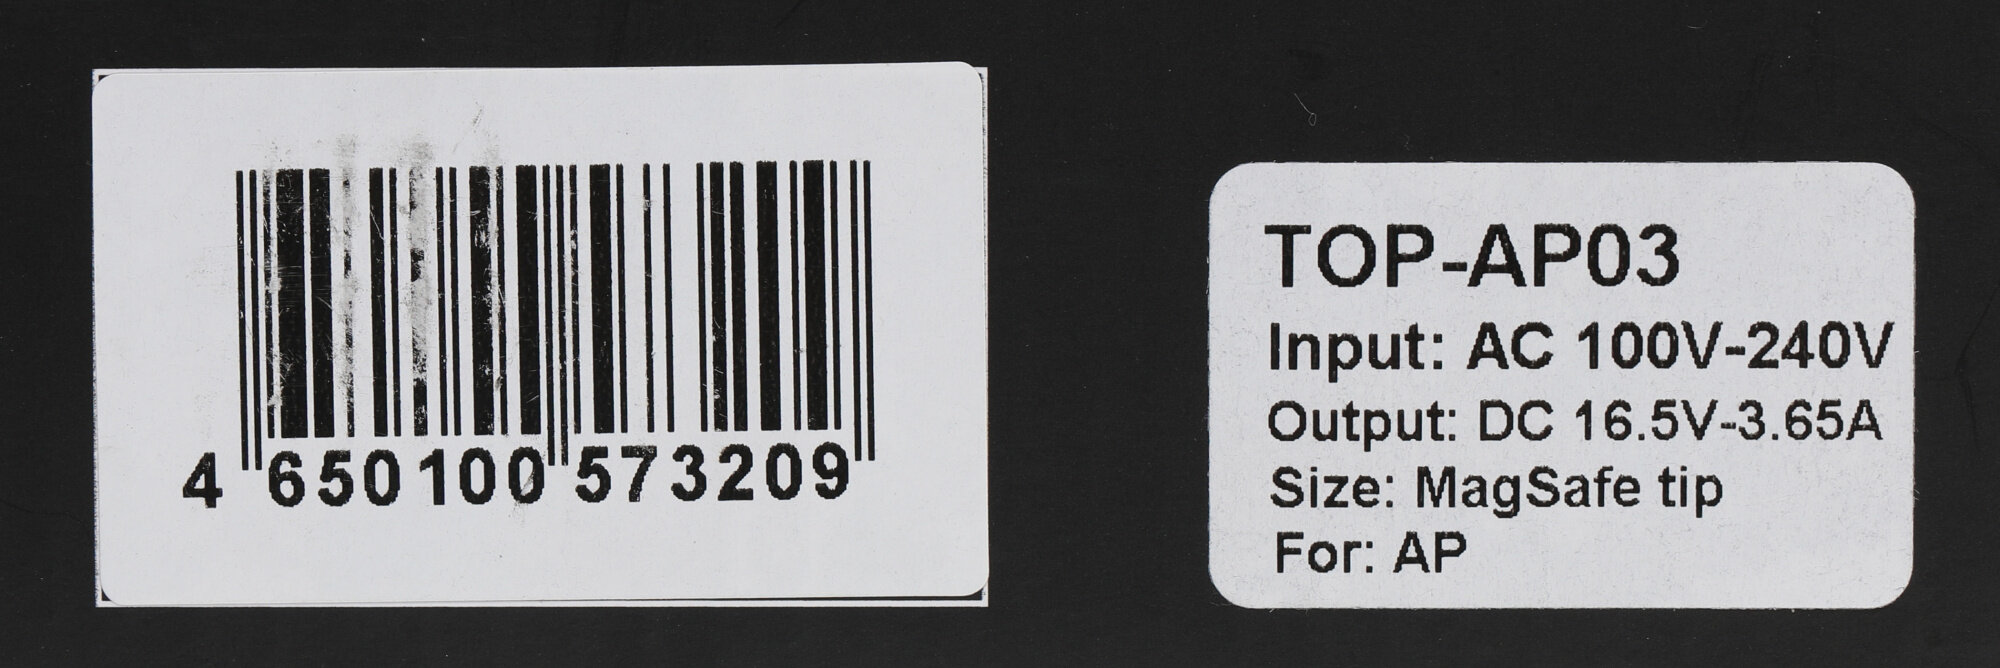 4 650100 573209
TOP-AP03
Input: AC 100V-240V
Output: DC 16.5V-3.65A
Size: MagSafe tip
For: AP